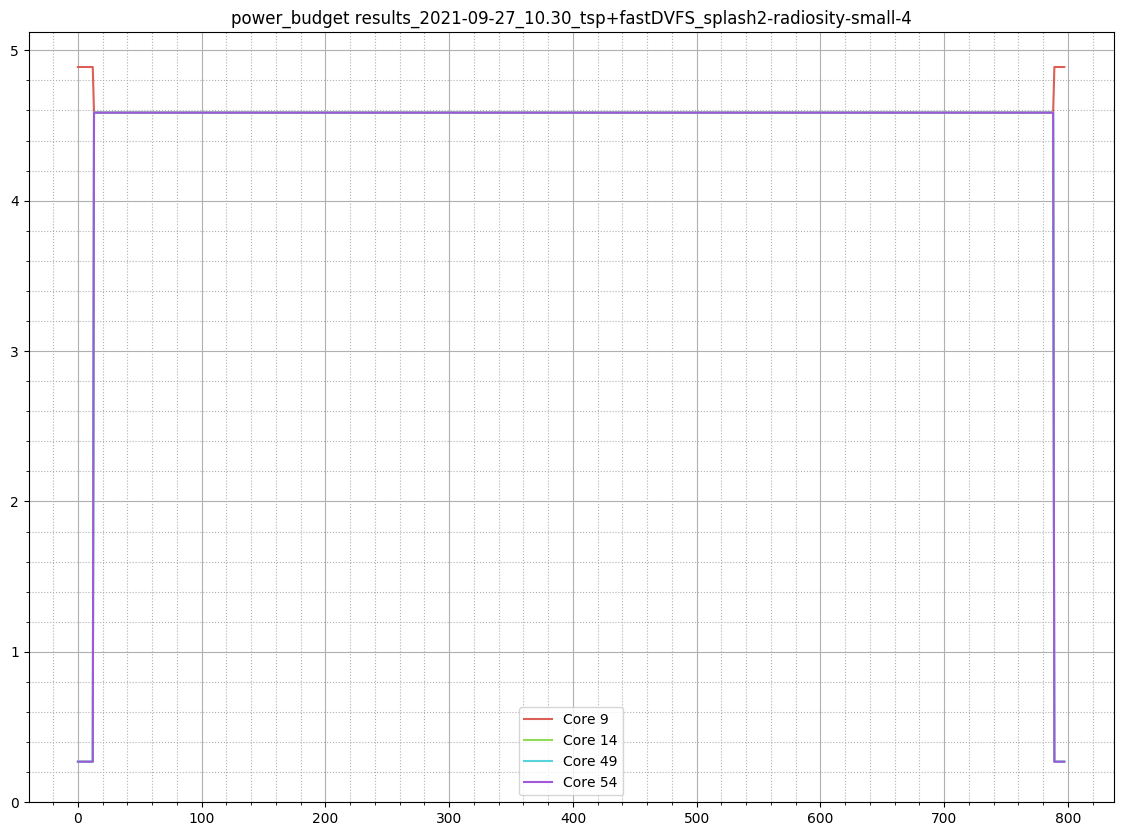 power_budget results_2021-09-27_10.30_tsp+fastDVFS_splash2-radiosity-small-4
5
4
3
2
1
0
Core 9
Core 14
Core 49
Core 54
0 100 200 300 400 500 600 700 800